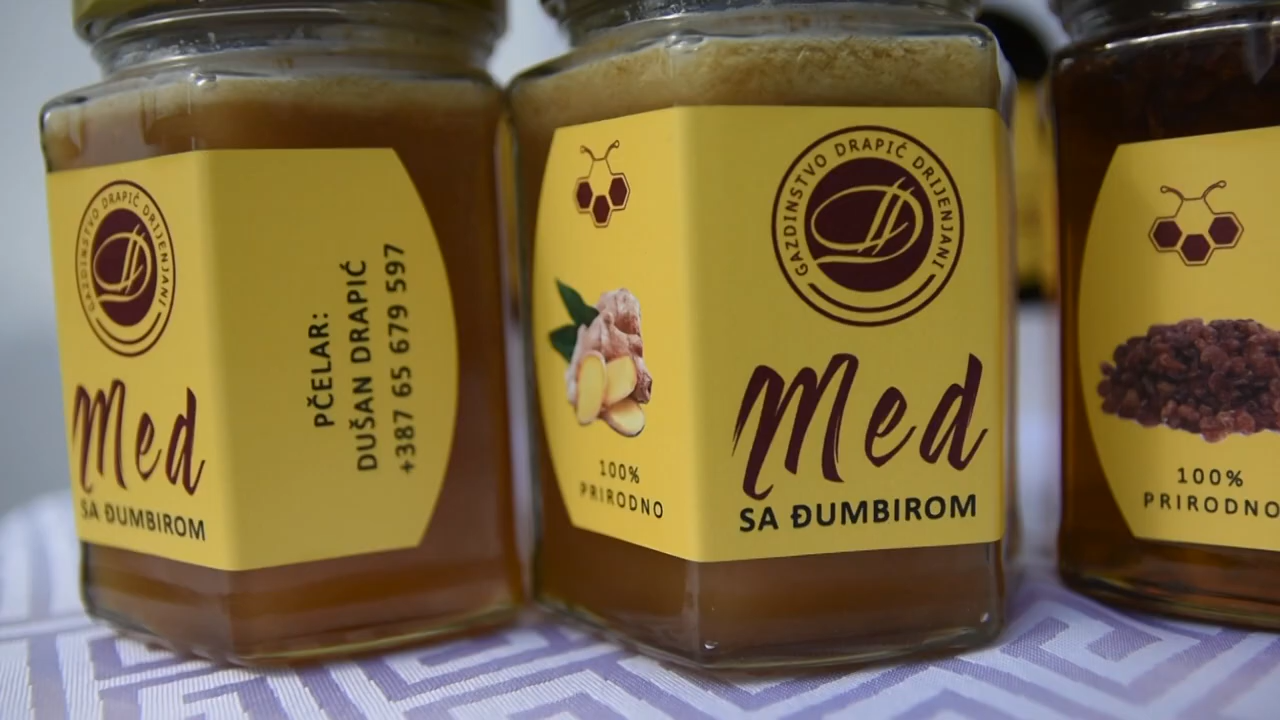 GAZDINSTVO DRAPIĆ DRIJENJANI
Med
SA ĐUMBIROM
PČELAR:
DUŠAN DRAPIĆ
+387 65 679 597
100%
PRIRODNO
GAZDINSTVO DRAPIĆ DRIJENJANI
Med
SA ĐUMBIROM
100%
PRIRODNO